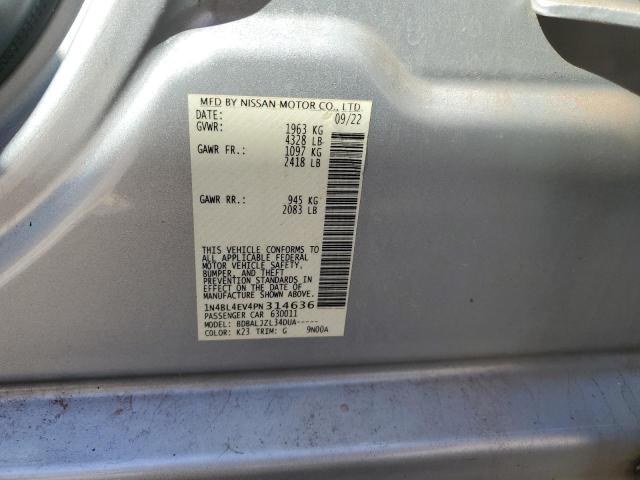 MFD BY NISSAN MOTOR CO., LTD.
DATE: 09/22
GVWR: 1963 KG
4328 LB
GAWR FR.: 1097 KG
2418 LB
GAWR RR.: 945 KG
2083 LB
THIS VEHICLE CONFORMS TO
ALL APPLICABLE FEDERAL
MOTOR VEHICLE SAFETY,
BUMPER, AND THEFT
PREVENTION STANDARDS IN
EFFECT ON THE DATE OF
MANUFACTURE SHOWN ABOVE.
1N4BL4EV4PN314636
PASSENGER CAR 630011
MODEL: BDBALJZL34DUA-----
COLOR: K23 TRIM: G 9N00A